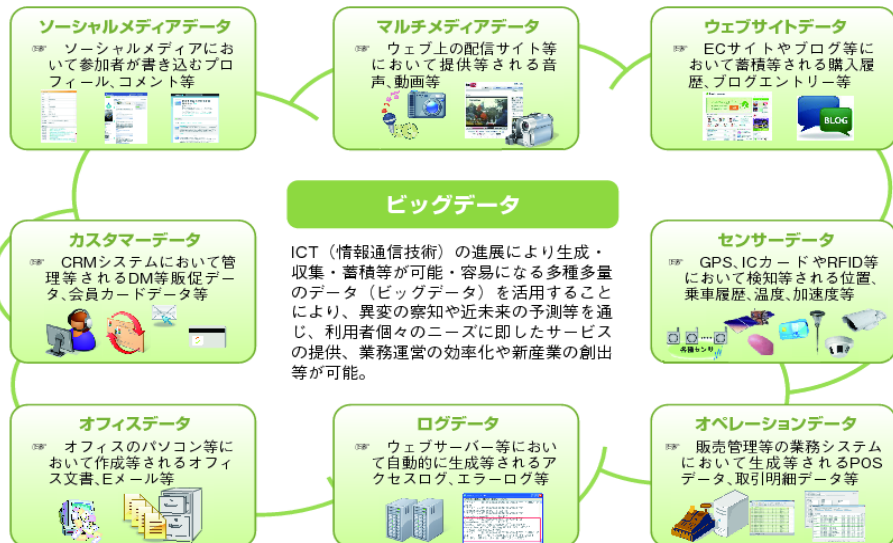 ソーシャルメディアデータ
ソーシャルメディアにお
いて参加者が書き込むプロ
フィール、コメント等
マルチメディアデータ
ウェブ上の配信サイト等
において提供等される音
声、動画等
ウェブサイトデータ
ECサイトやブログ等に
おいて蓄積等される購入履
歴、ブログエントリー等
BLOG
カスタマーデータ
CRMシステムにおいて管
理等されるDM等販促デー
タ、会員カードデータ等
ビッグデータ
ICT（情報通信技術）の進展により生成・
収集・蓄積等が可能・容易になる多種多量
のデータ（ビッグデータ）を活用すること
により、異変の察知や近未来の予測等を通
じ、利用者個々のニーズに即したサービス
の提供、業務運営の効率化や新産業の創出
等が可能。
センサーデータ
GPS、ICカードやRFID等
において検知等される位置、
乗車履歴、温度、加速度等
各種センサ
オフィスデータ
オフィスのパソコン等に
おいて作成等されるオフィ
ス文書、Eメール等
ログデータ
ウェブサーバー等におい
て自動的に生成等されるア
クセスログ、エラーログ等
オペレーションデータ
販売管理等の業務システム
において生成等されるPOS
データ、取引明細データ等